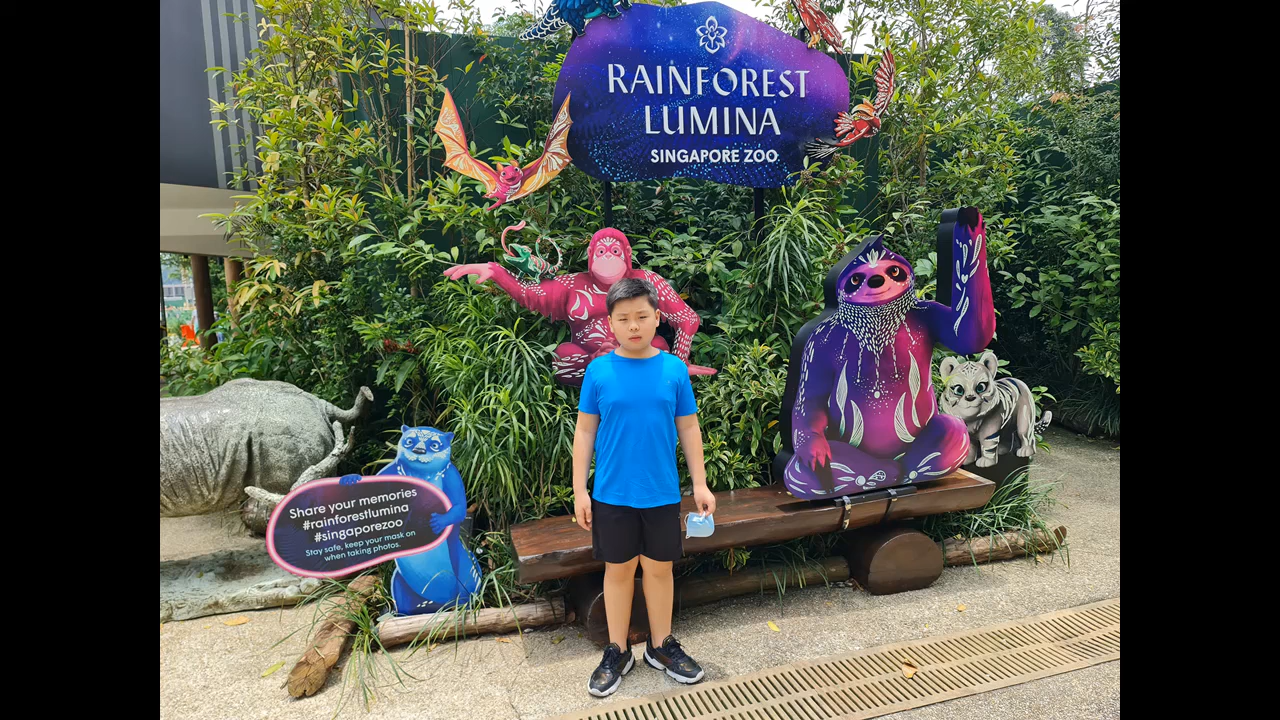 RAINFOREST
LUMINA
SINGAPORE ZOO
Share your memories
#rainforestlumina
#singaporezoo
Stay safe, keep your mask on
when taking photos.